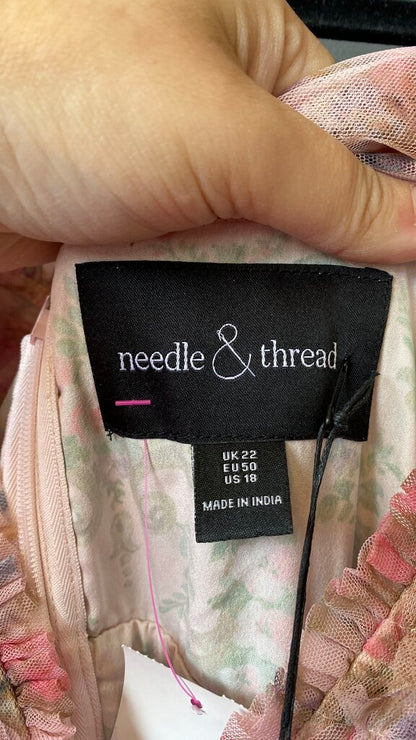 needle & thread
UK 22
EU 50
US 18
MADE IN INDIA